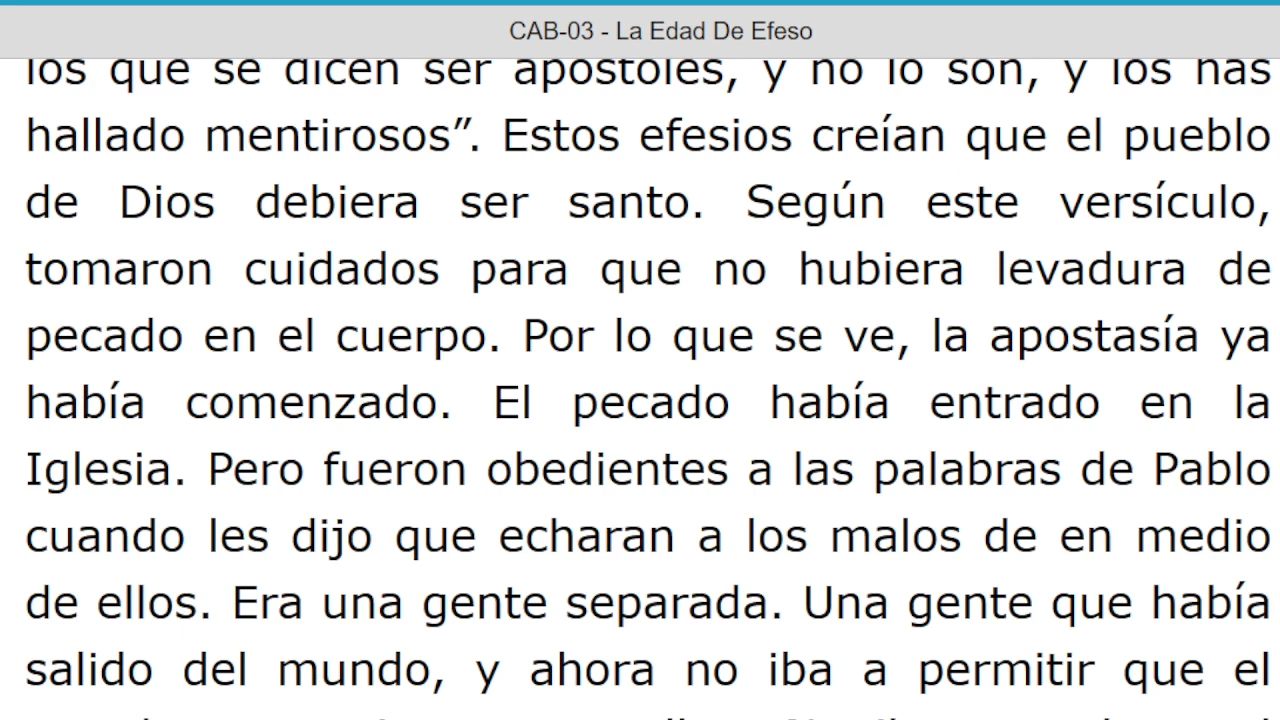 CAB-03 - La Edad De Efeso
los que se dicen ser apóstoles, y no lo son, y los has
hallado mentirosos”. Estos efesios creían que el pueblo
de Dios debiera ser santo. Según este versículo,
tomaron cuidados para que no hubiera levadura de
pecado en el cuerpo. Por lo que se ve, la apostasía ya
había comenzado. El pecado había entrado en la
Iglesia. Pero fueron obedientes a las palabras de Pablo
cuando les dijo que echaran a los malos de en medio
de ellos. Era una gente separada. Una gente que había
salido del mundo, y ahora no iba a permitir que el